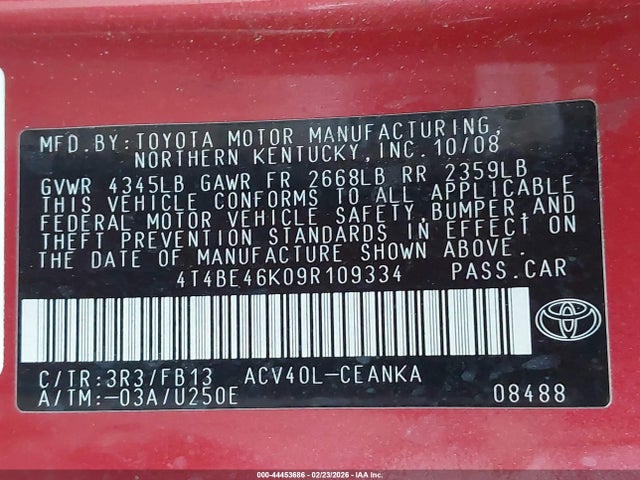 MFD.BY:TOYOTA MOTOR MANUFACTURING,
NORTHERN KENTUCKY,INC.10/08
GVWR 4345LB GAWR FR 2668LB RR 2359LB
THIS VEHICLE CONFORMS TO ALL APPLICABLE
FEDERAL MOTOR VEHICLE SAFETY,BUMPER,AND
THEFT PREVENTION STANDARDS IN EFFECT ON
THE DATE OF MANUFACTURE SHOWN ABOVE.
4T4BE46K09R109334 PASS.CAR
C/TR:3R3/FB13 ACV40L-CEANKA
A/TM:-03A/U250E 08488
000-44453686 - 02/23/2026 - IAA, Inc.